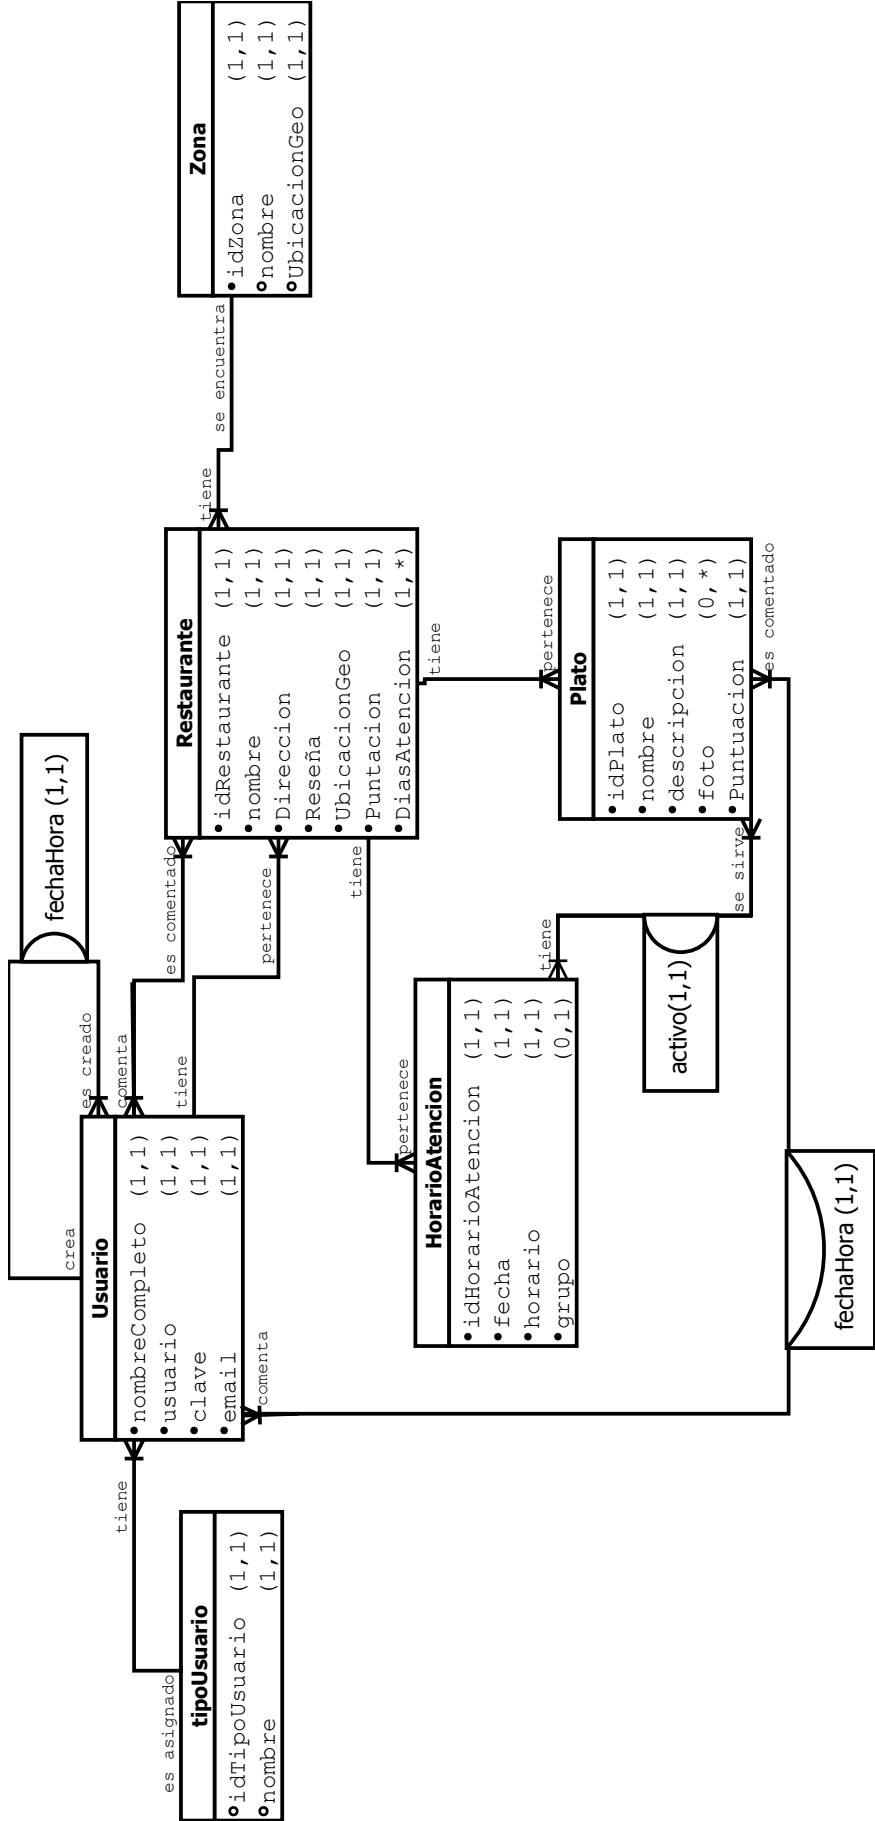 crea
es creado
fechaHora (1,1)
tiene
es asignado
tipoUsuario
idTipoUsuario (1,1)
nombre (1,1)
Usuario
nombreCompleto (1,1)
usuario (1,1)
clave (1,1)
email (1,1)
comenta
es comentado
tiene
pertenece
comenta
Restaurante
idRestaurante (1,1)
nombre (1,1)
Direccion (1,1)
Reseña (1,1)
UbicacionGeo (1,1)
Puntacion (1,1)
DiasAtencion (1,*)
tiene
se encuentra
Zona
idZona (1,1)
nombre (1,1)
UbicacionGeo (1,1)
tiene
pertenece
HorarioAtencion
idHorarioAtencion (1,1)
fecha (1,1)
horario (1,1)
grupo (0,1)
tiene
activo(1,1)
se sirve
tiene
pertenece
Plato
idPlato (1,1)
nombre (1,1)
descripcion (1,1)
foto (0,*)
Puntuacion (1,1)
es comentado
fechaHora (1,1)